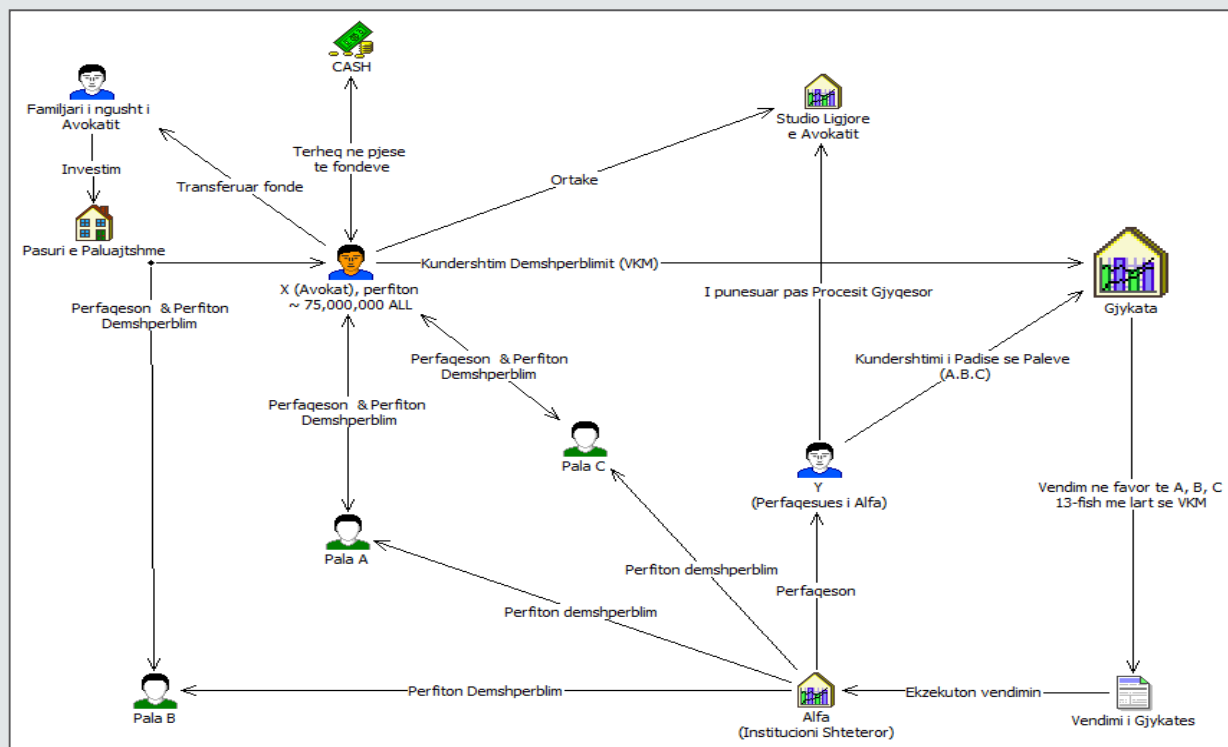 CASH
Familjari i ngusht i
Avokatit
Studio Ligjore
e Avokatit
Terheq ne pjese
te fondeve
Investim
Transferuar fonde
Ortake
Pasuri e Paluajtshme
Kundershtim Demshperblimit (VKM)
X (Avokat), perfiton
~ 75,000,000 ALL
I punesuar pas Procesit Gjyqesor
Gjykata
Perfaqeson & Perfiton
Demshperblim
Perfaqeson & Perfiton
Demshperblim
Kundershtimi i Padise se Paleve
(A.B.C)
Perfaqeson & Perfiton
Demshperblim
Pala C
Y
(Perfaqesues i Alfa)
Vendim ne favor te A, B, C
13-fish me lart se VKM
Pala A
Perfiton demshperblim
Perfaqeson
Perfiton demshperblim
Perfiton Demshperblim
Ekzekuton vendimin
Pala B
Alfa
(Institucioni Shteteror)
Vendimi i Gjykates